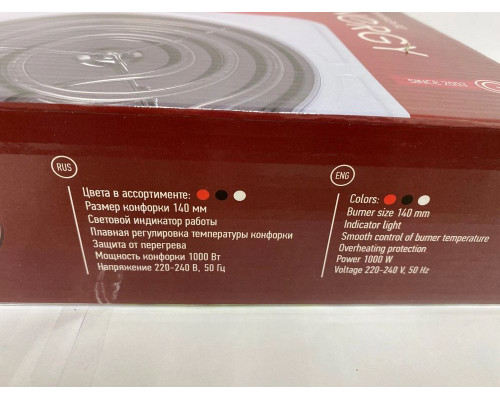 SINCE 2002
RUS
Цвета в ассортименте:
Размер конфорки 140 мм
Световой индикатор работы
Плавная регулировка температуры конфорки
Защита от перегрева
Мощность конфорки 1000 Вт
Напряжение 220-240 В, 50 Гц
ENG
Colors:
Burner size 140 mm
Indicator light
Smooth control of burner temperature
Overheating protection
Power 1000 W
Voltage 220-240 V, 50 Hz